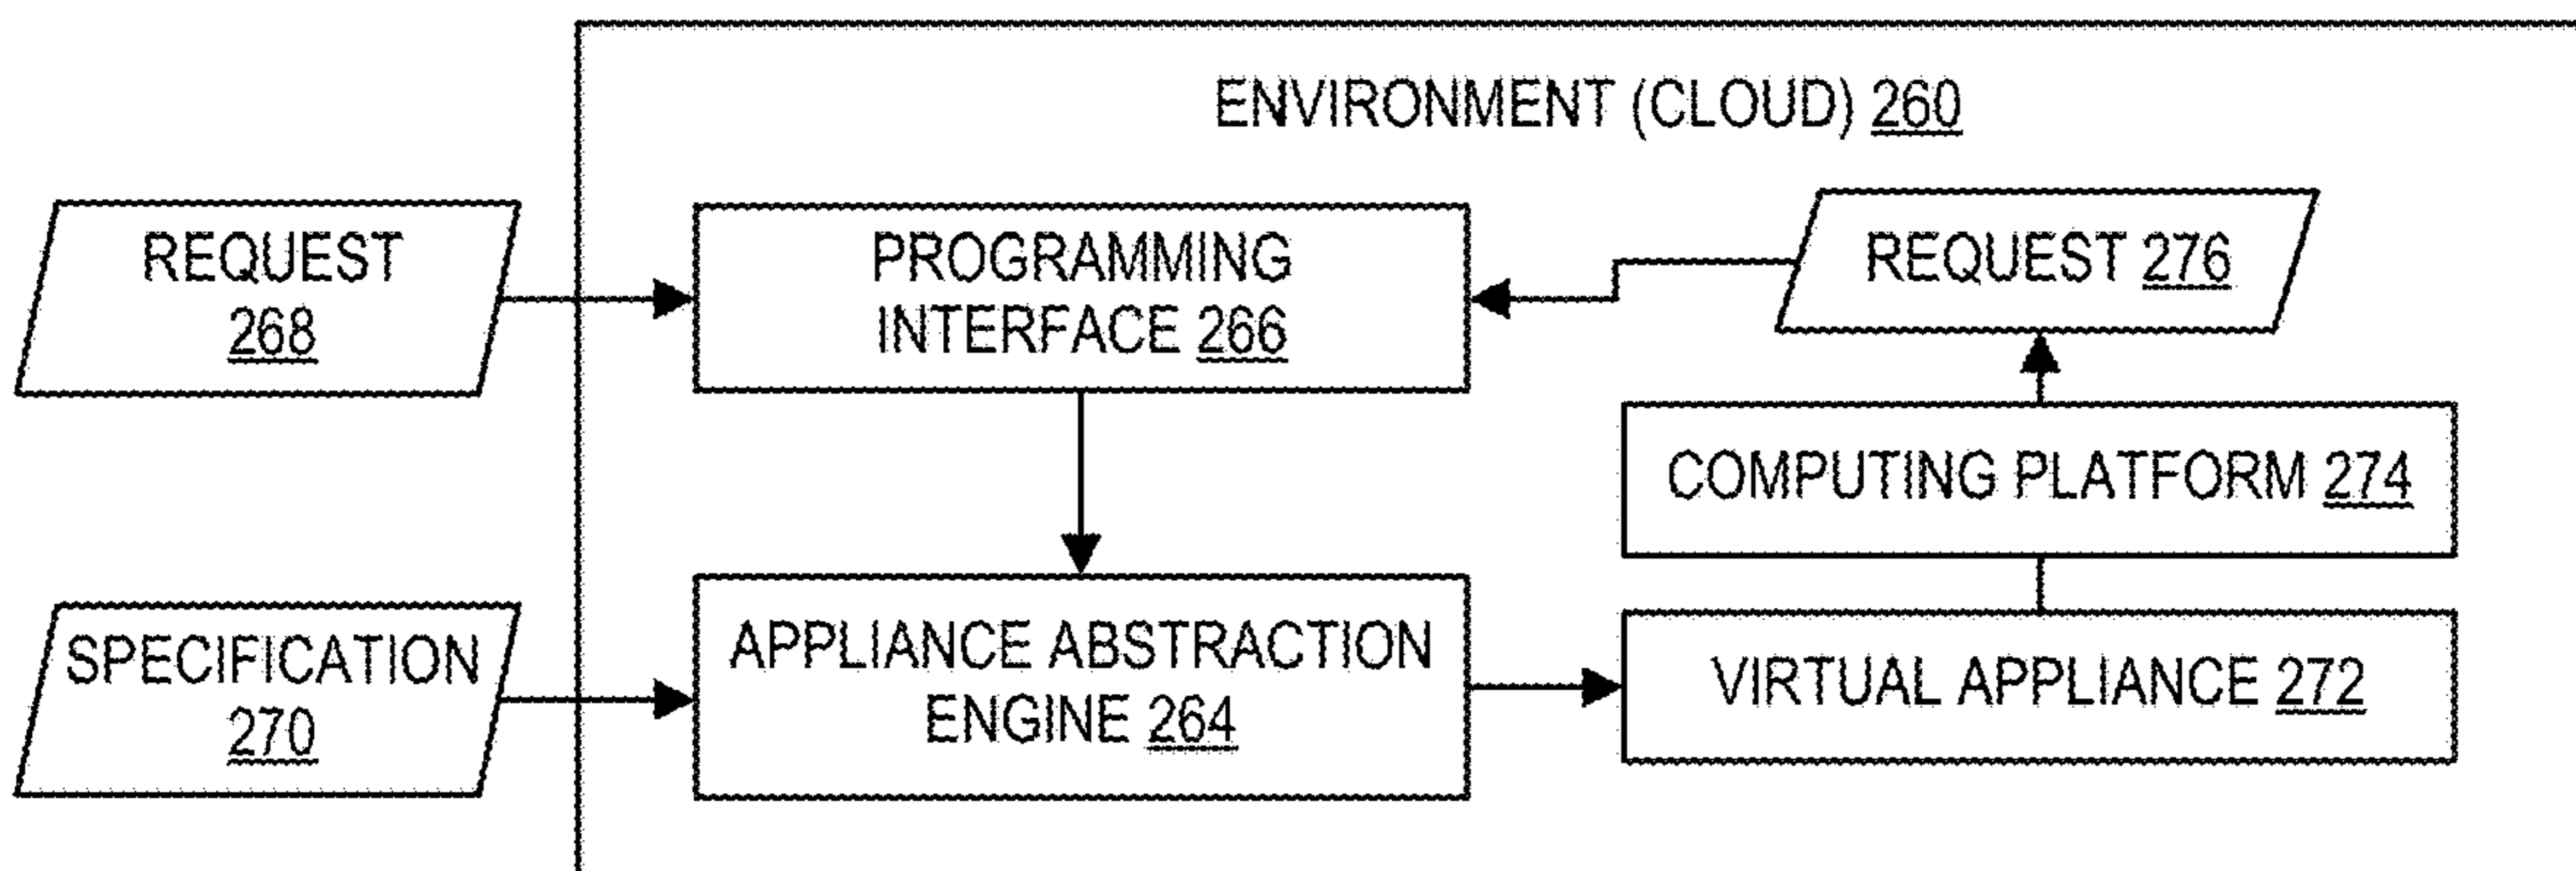 ENVIRONMENT (CLOUD) 260
REQUEST
268
PROGRAMMING
INTERFACE 266
REQUEST 276
COMPUTING PLATFORM 274
SPECIFICATION
270
APPLIANCE ABSTRACTION
ENGINE 264
VIRTUAL APPLIANCE 272